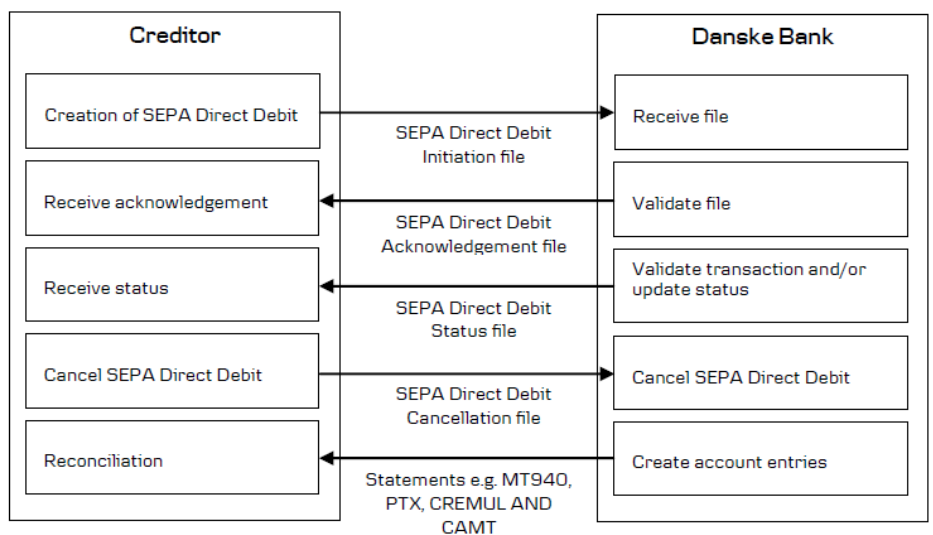 Creditor
Danske Bank
Creation of SEPA Direct Debit
Receive file
SEPA Direct Debit
Initiation file
Receive acknowledgement
Validate file
SEPA Direct Debit
Acknowledgement file
Receive status
Validate transaction and/or
update status
SEPA Direct Debit
Status file
Cancel SEPA Direct Debit
Cancel SEPA Direct Debit
SEPA Direct Debit
Cancellation file
Reconciliation
Create account entries
Statements e.g. MT940,
PTX, CREMUL AND
CAMT